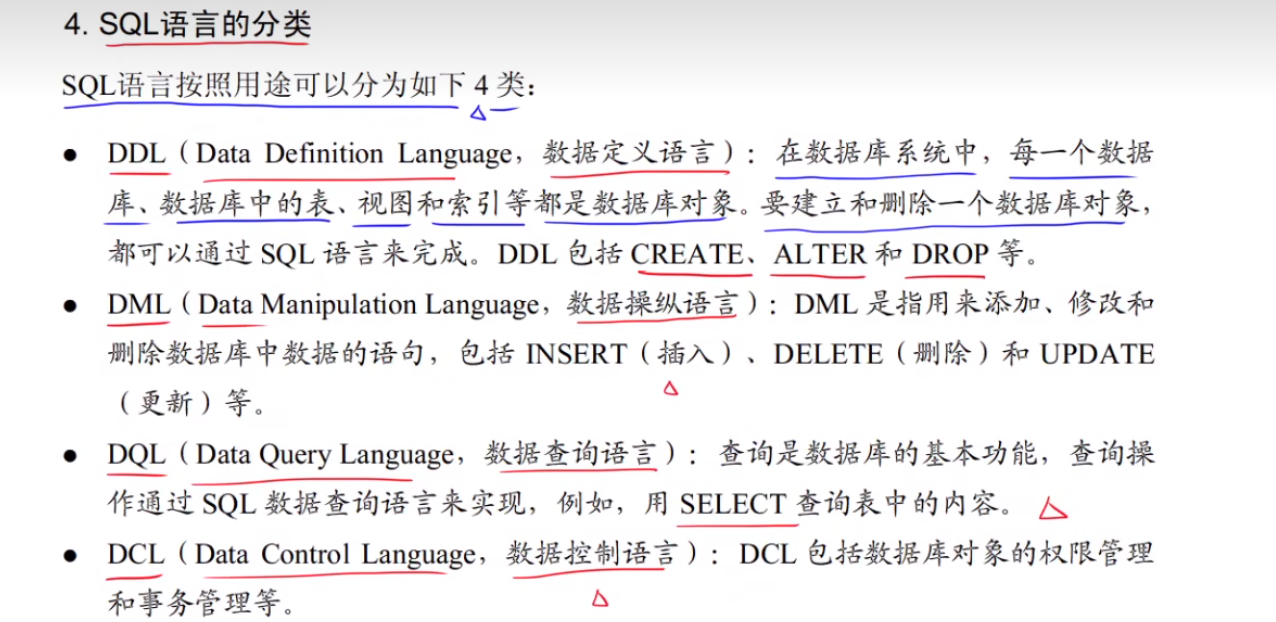 4. SQL语言的分类
SQL语言按照用途可以分为如下 4 类：
● DDL（Data Definition Language，数据定义语言）：在数据库系统中，每一个数据
库、数据库中的表、视图和索引等都是数据库对象。要建立和删除一个数据库对象，
都可以通过 SQL 语言来完成。DDL 包括 CREATE、ALTER 和 DROP 等。
● DML（Data Manipulation Language，数据操纵语言）：DML 是指用来添加、修改和
删除数据库中数据的语句，包括 INSERT（插入）、DELETE（删除）和 UPDATE
（更新）等。
● DQL（Data Query Language，数据查询语言）：查询是数据库的基本功能，查询操
作通过 SQL 数据查询语言来实现，例如，用 SELECT 查询表中的内容。
● DCL（Data Control Language，数据控制语言）：DCL 包括数据库对象的权限管理
和事务管理等。